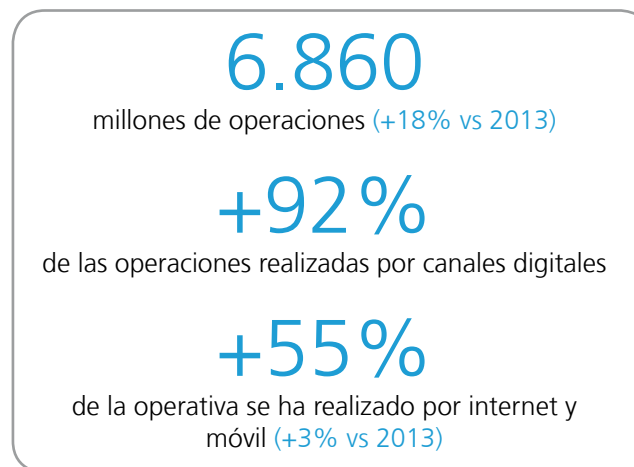 6.860
millones de operaciones (+18% vs 2013)
+92%
de las operaciones realizadas por canales digitales
+55%
de la operativa se ha realizado por internet y
móvil (+3% vs 2013)